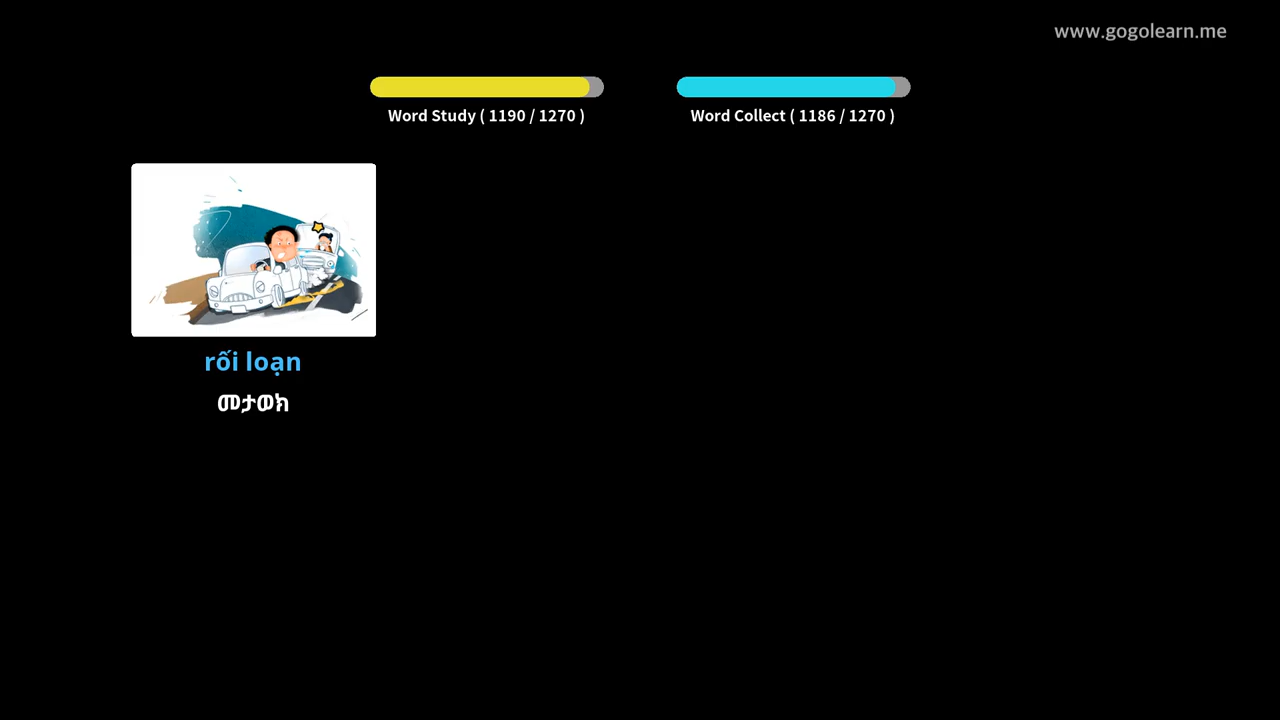 www.gogolearn.me
Word Study ( 1190 / 1270 )
Word Collect ( 1186 / 1270 )
rối loạn
መታወክ